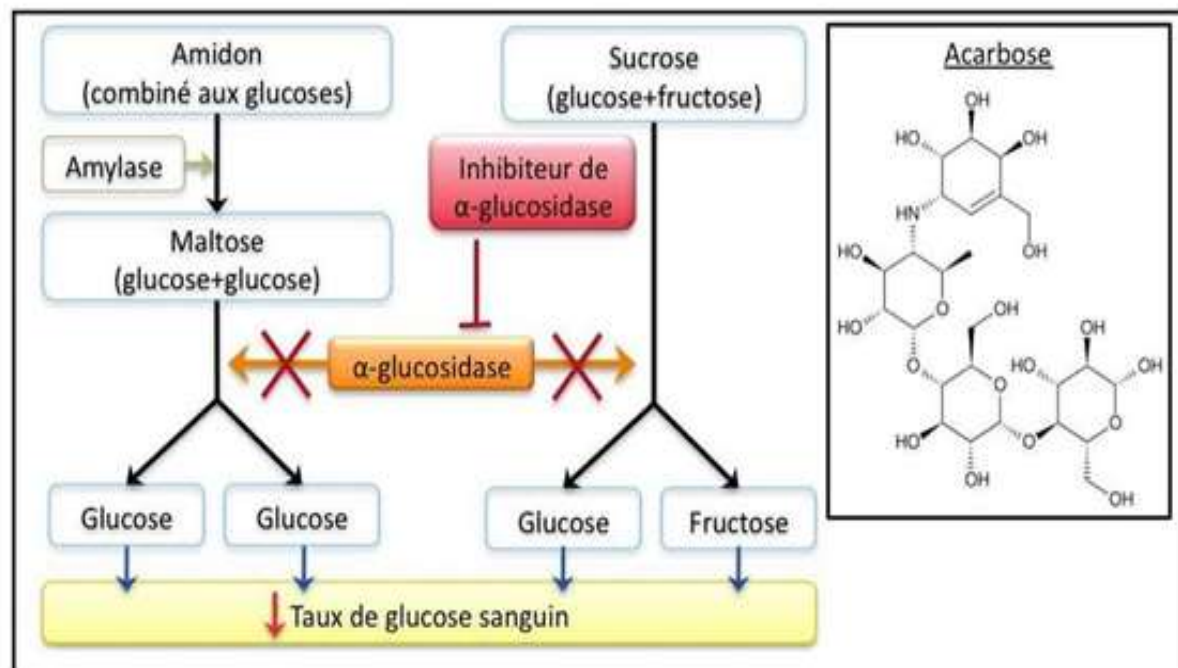 Amidon
(combiné aux glucoses)
Sucrose
(glucose+fructose)
Amylase
Inhibiteur de
α-glucosidase
Maltose
(glucose+glucose)
α-glucosidase
Glucose
Glucose
Glucose
Fructose
Taux de glucose sanguin
Acarbose
OH
HO
OH
HO
HN
OH
HO
HO
O
O
OH
HO
OH
OH
O
HO
OH
O
O
OH